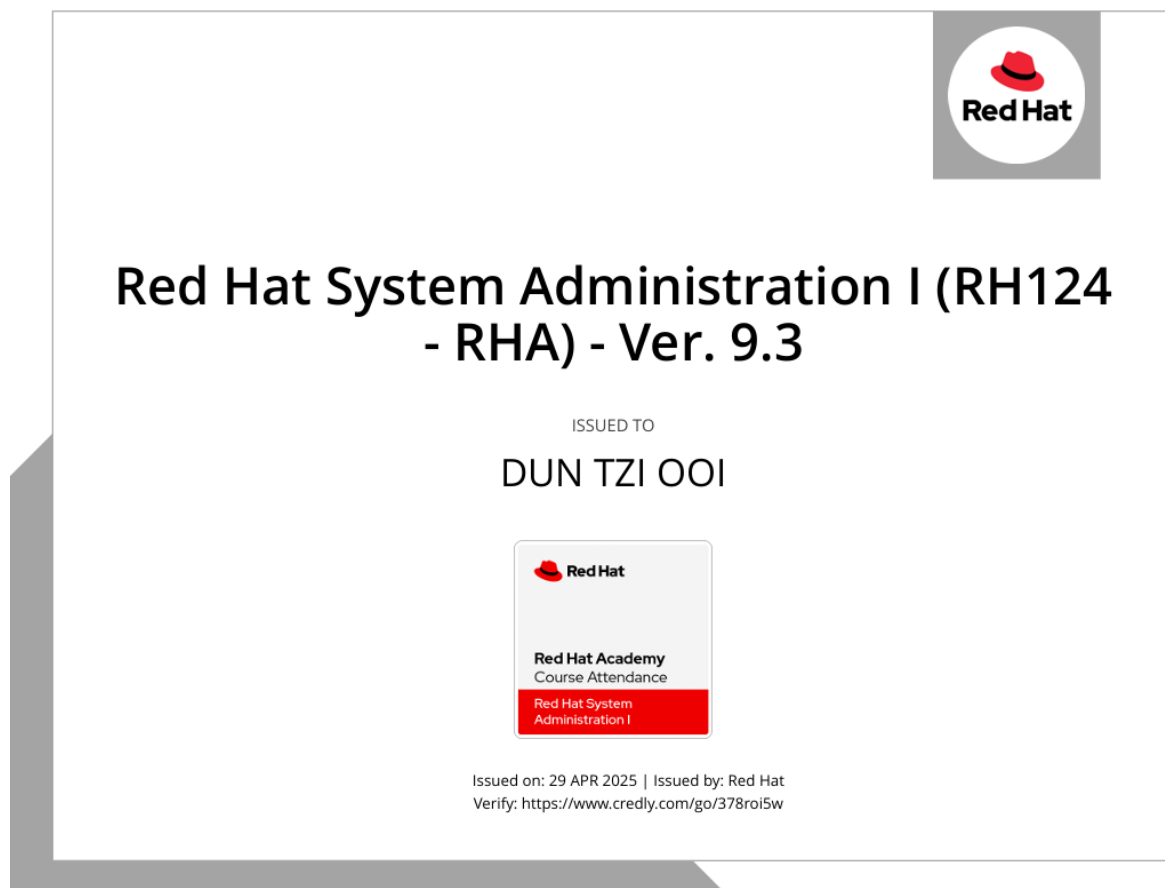 Red Hat
Red Hat System Administration I (RH124
- RHA) - Ver. 9.3
ISSUED TO
DUN TZI OOI
Red Hat
Red Hat Academy
Course Attendance
Red Hat System
Administration I
Issued on: 29 APR 2025 | Issued by: Red Hat
Verify: https://www.credly.com/go/378roi5w